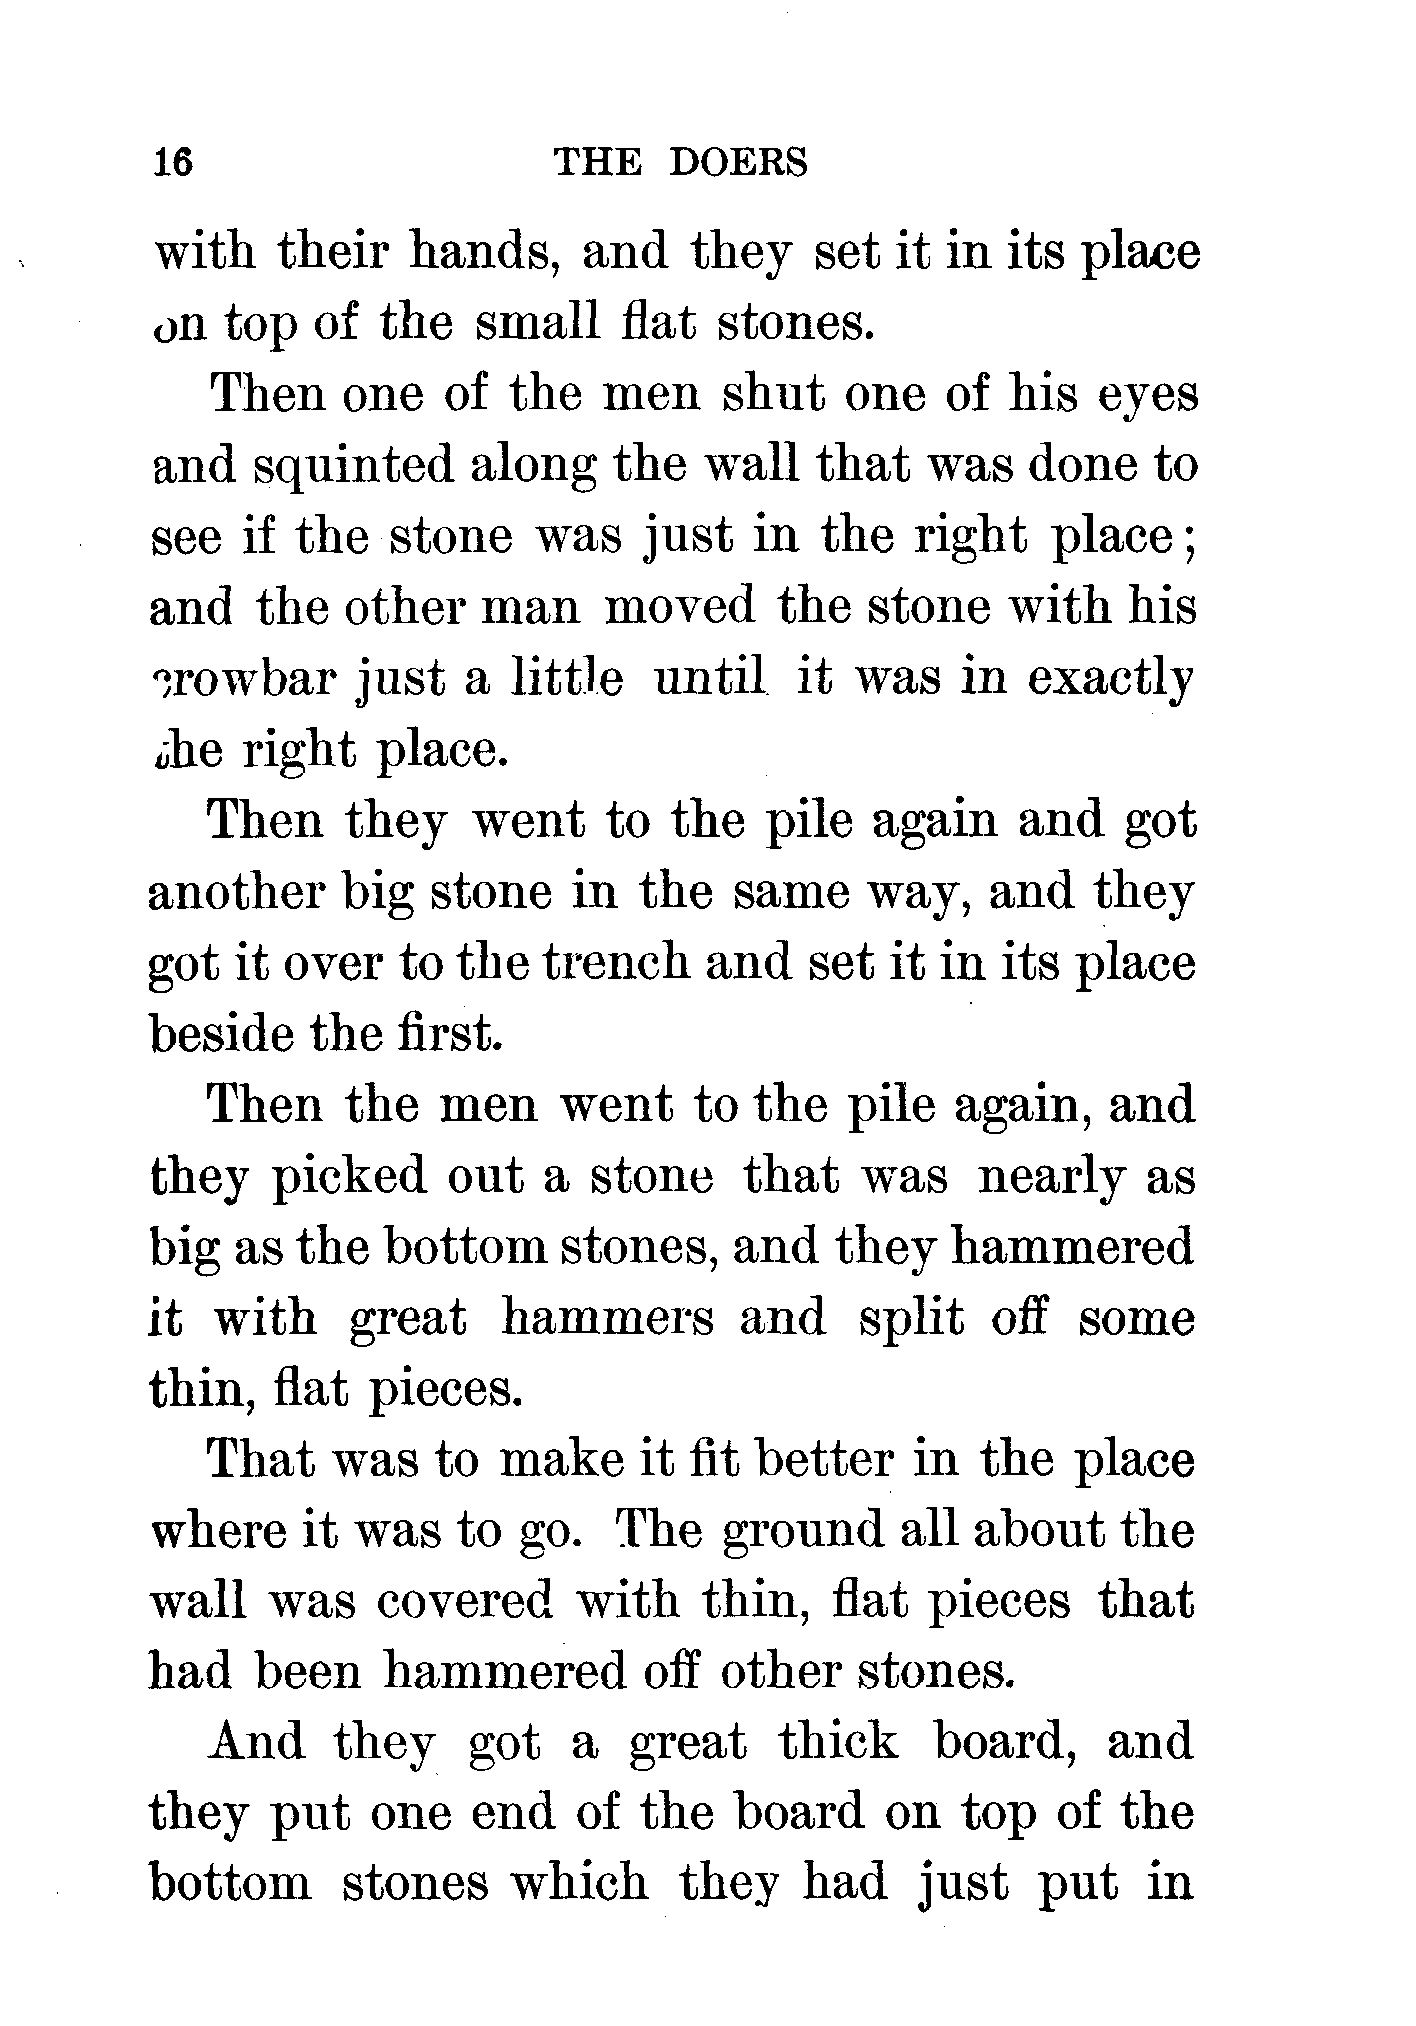 16 THE DOERS
with their hands, and they set it in its place
on top of the small flat stones.
Then one of the men shut one of his eyes
and squinted along the wall that was done to
see if the stone was just in the right place;
and the other man moved the stone with his
crowbar just a little until it was in exactly
the right place.
Then they went to the pile again and got
another big stone in the same way, and they
got it over to the trench and set it in its place
beside the first.
Then the men went to the pile again, and
they picked out a stone that was nearly as
big as the bottom stones, and they hammered
it with great hammers and split off some
thin, flat pieces.
That was to make it fit better in the place
where it was to go. The ground all about the
wall was covered with thin, flat pieces that
had been hammered off other stones.
And they got a great thick board, and
they put one end of the board on top of the
bottom stones which they had just put in